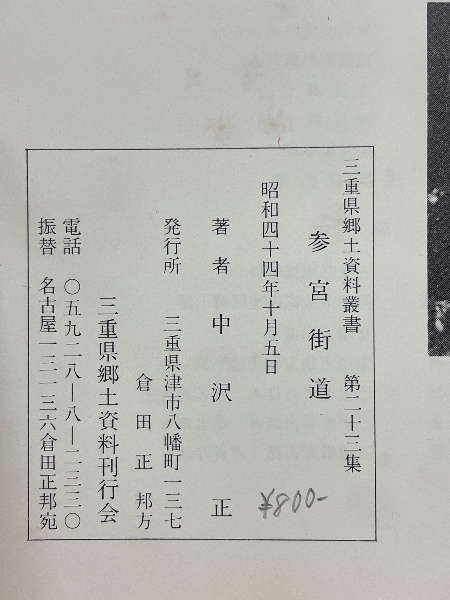 三重県郷土資料叢書 第二十三集
参宮街道
昭和四十四年十月五日
著者 中沢 正
発行所 三重県津市八幡町一三七
倉田正邦方
三重県郷土資料刊行会
電話 〇五九二八―八―二三三〇
振替 名古屋一三一三六倉田正邦宛
¥800-